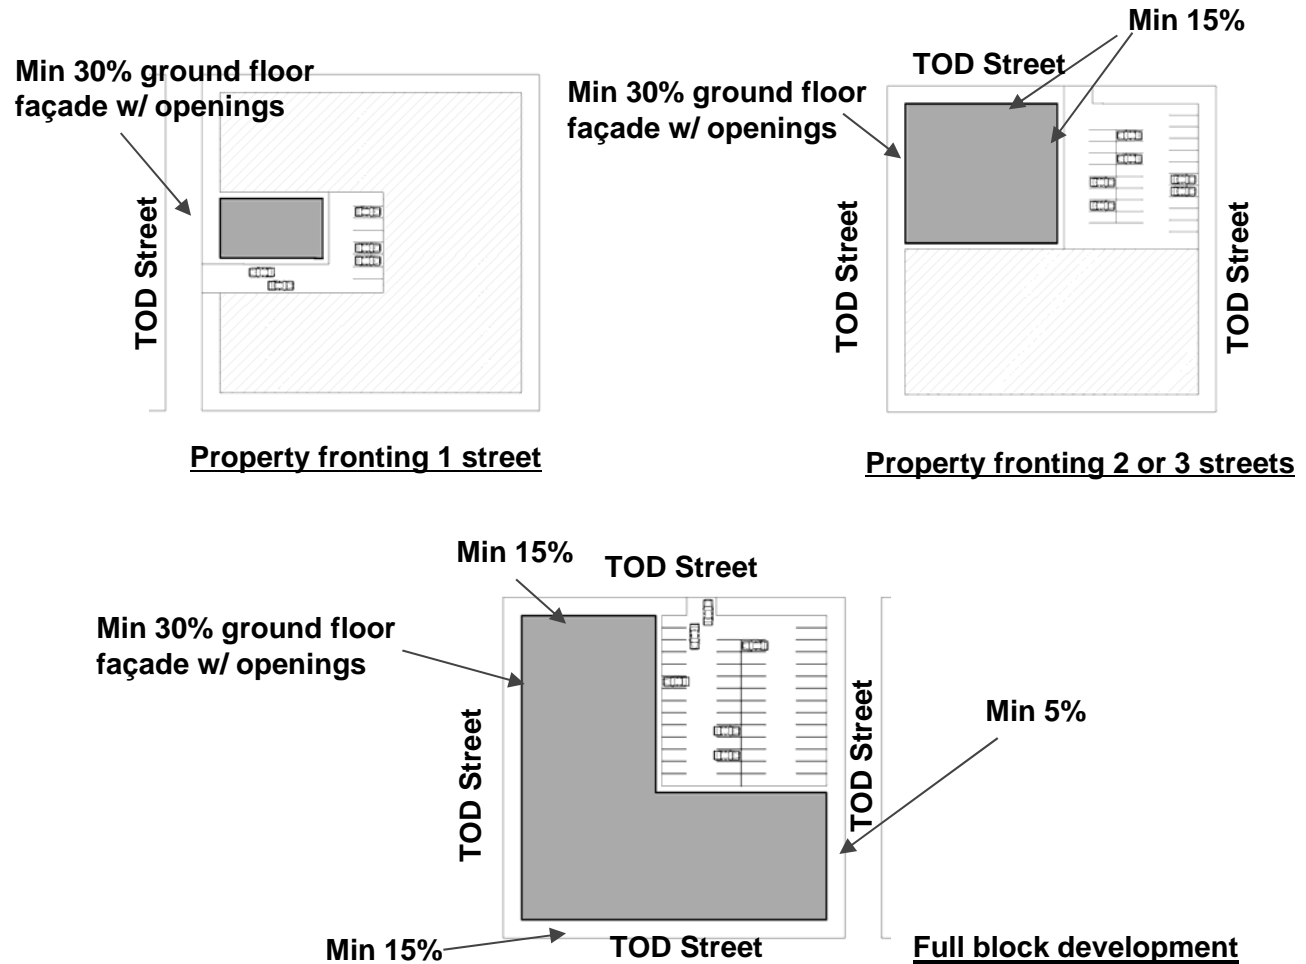 Min 30% ground floor
façade w/ openings
TOD Street
Property fronting 1 street
Min 15%
TOD Street
Min 30% ground floor
façade w/ openings
TOD Street
TOD Street
Property fronting 2 or 3 streets
Min 15%
TOD Street
Min 30% ground floor
façade w/ openings
TOD Street
TOD Street
Min 5%
Min 15%
TOD Street
Full block development